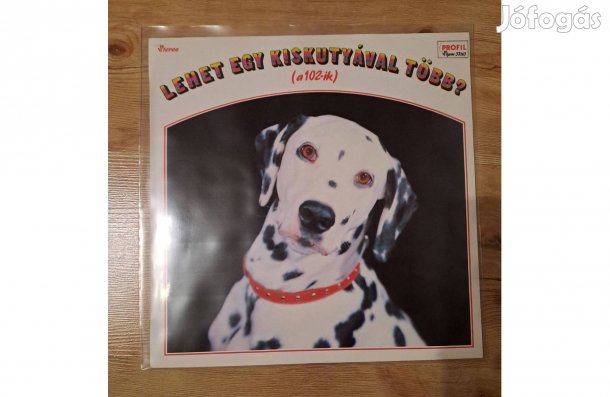 Jófogás
stereo
PROFIL
LEHET EGY KISKUTYÁVAL TÖBB?
(a 102-ik)